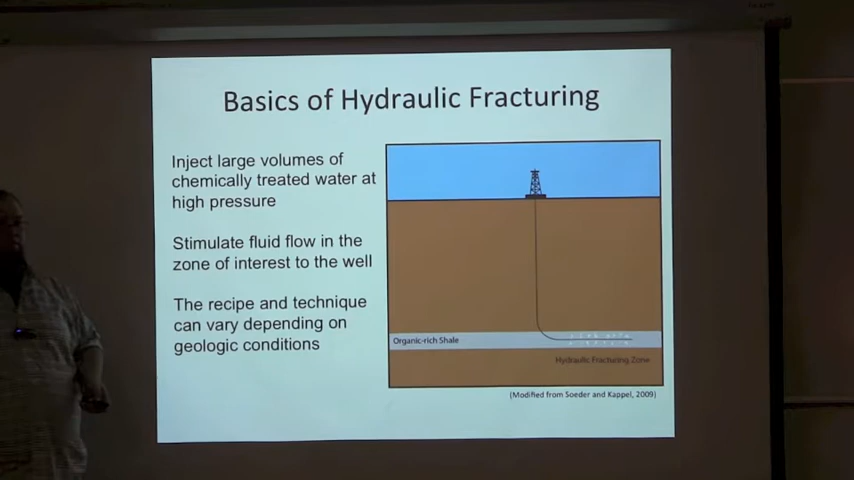 Basics of Hydraulic Fracturing
Inject large volumes of
chemically treated water at
high pressure
Stimulate fluid flow in the
zone of interest to the well
The recipe and technique
can vary depending on
geologic conditions
Organic-rich Shale
Hydraulic Fracturing Zone
(Modified from Soeder and Kappel, 2009)